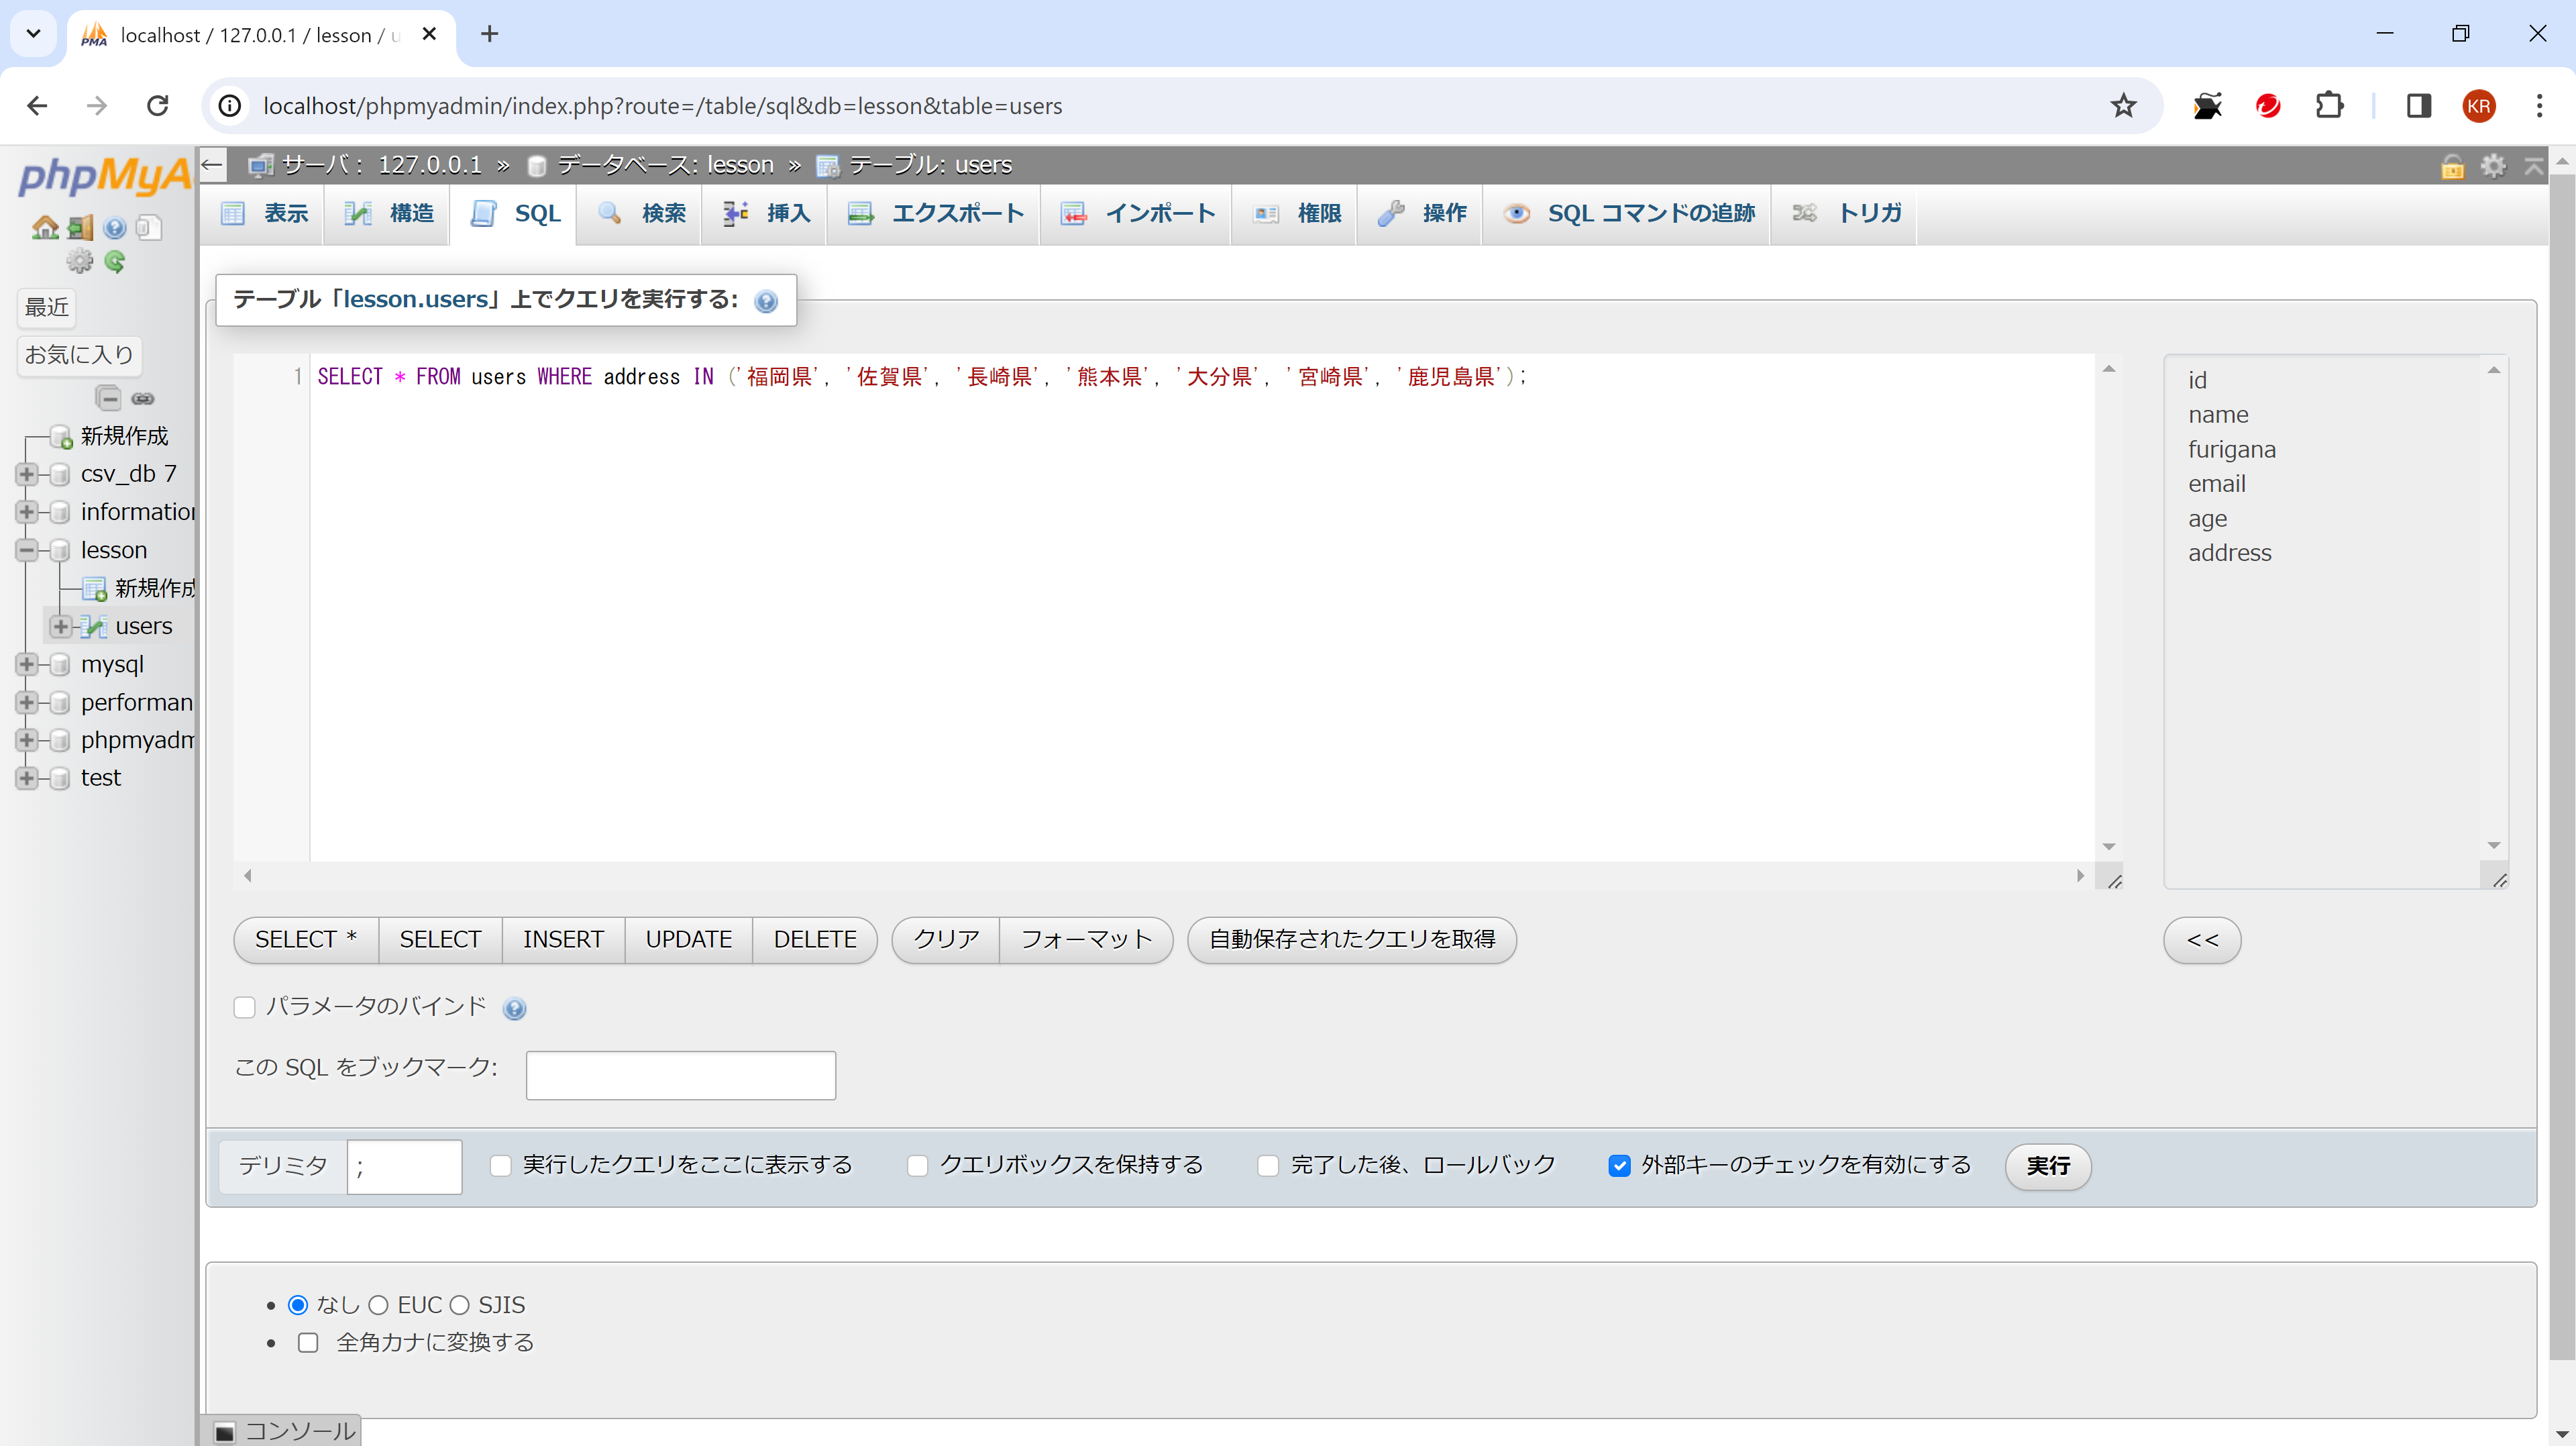 localhost / 127.0.0.1 / lesson / u
localhost/phpmyadmin/index.php?route=/table/sql&db=lesson&table=users
KR
phpMyA
サーバ： 127.0.0.1 » データベース: lesson » テーブル: users
表示 構造 SQL 検索 挿入 エクスポート インポート 権限 操作 SQL コマンドの追跡 トリガ
最近
お気に入り
新規作成
csv_db 7
information
lesson
新規作成
users
mysql
performan
phpmyadm
test
テーブル「lesson.users」上でクエリを実行する:
1 SELECT * FROM users WHERE address IN ('福岡県', '佐賀県', '長崎県', '熊本県', '大分県', '宮崎県', '鹿児島県');
id
name
furigana
email
age
address
SELECT * SELECT INSERT UPDATE DELETE クリア フォーマット 自動保存されたクエリを取得 <<
パラメータのバインド
この SQL をブックマーク:
デリミタ ; 実行したクエリをここに表示する クエリボックスを保持する 完了した後、ロールバック 外部キーのチェックを有効にする 実行
なし EUC SJIS
全角カナに変換する
コンソール